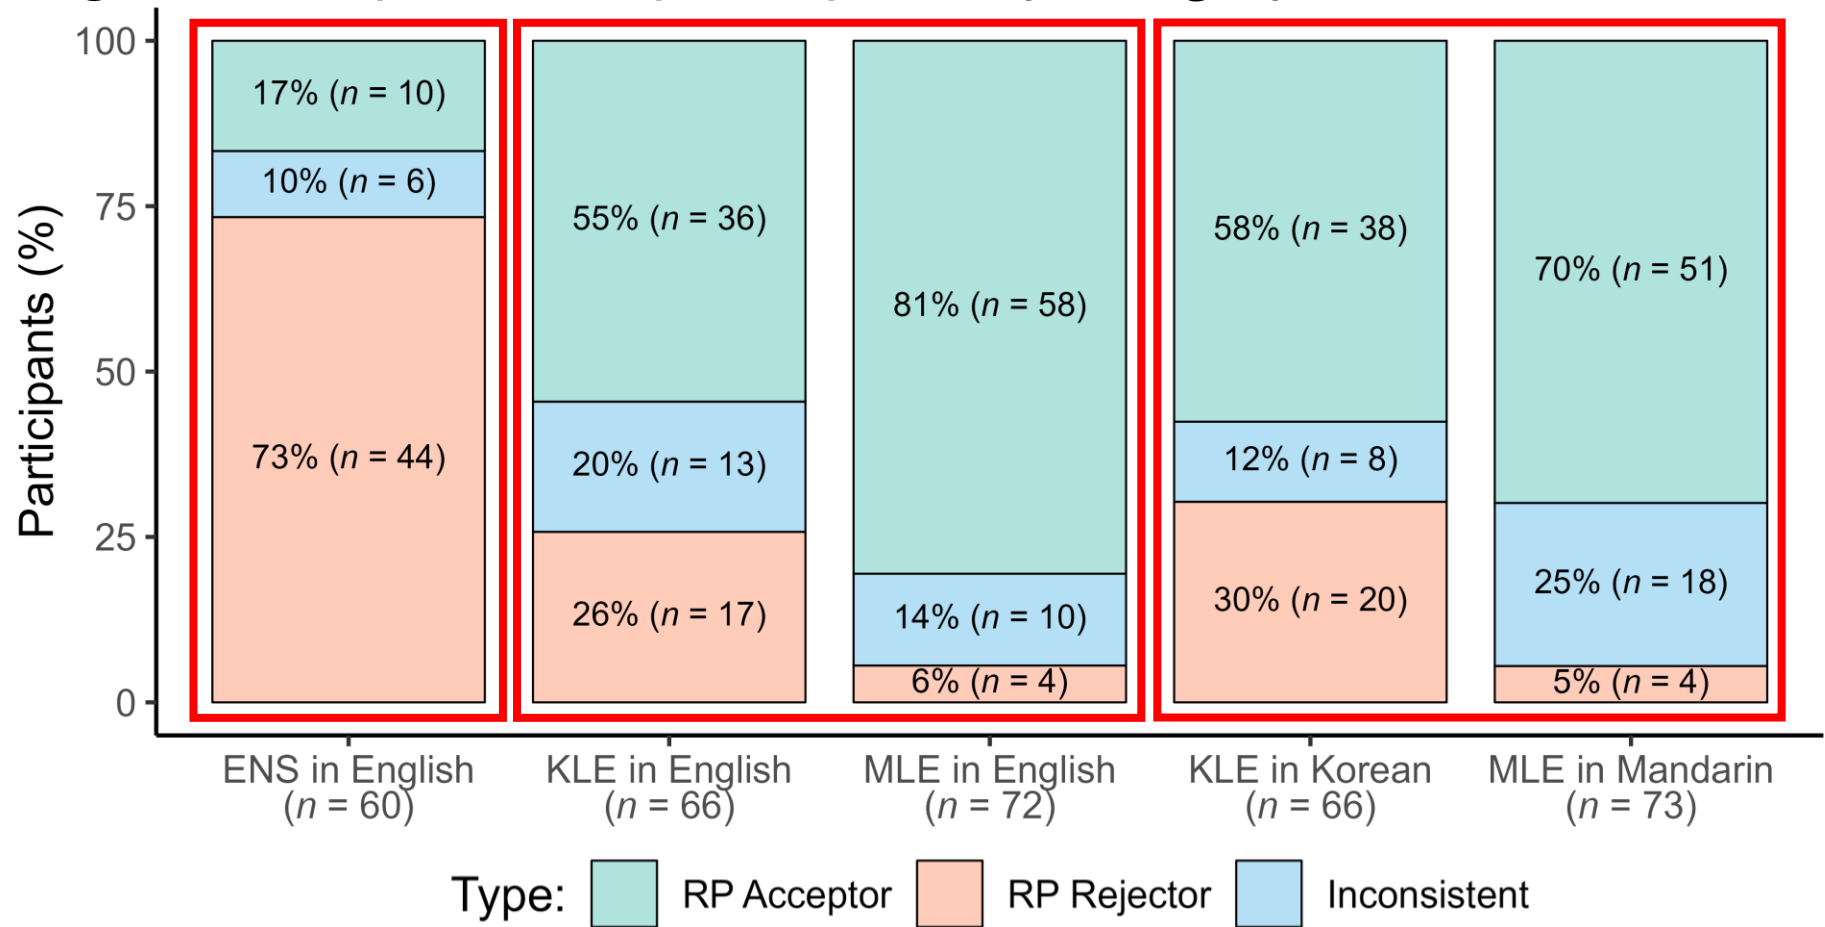 Participants (%)
100
75
50
25
0
17% (n = 10)
10% (n = 6)
73% (n = 44)
55% (n = 36)
20% (n = 13)
26% (n = 17)
81% (n = 58)
14% (n = 10)
6% (n = 4)
58% (n = 38)
12% (n = 8)
30% (n = 20)
70% (n = 51)
25% (n = 18)
5% (n = 4)
ENS in English
(n = 60)
KLE in English
(n = 66)
MLE in English
(n = 72)
KLE in Korean
(n = 66)
MLE in Mandarin
(n = 73)
Type: RP Acceptor RP Rejector Inconsistent